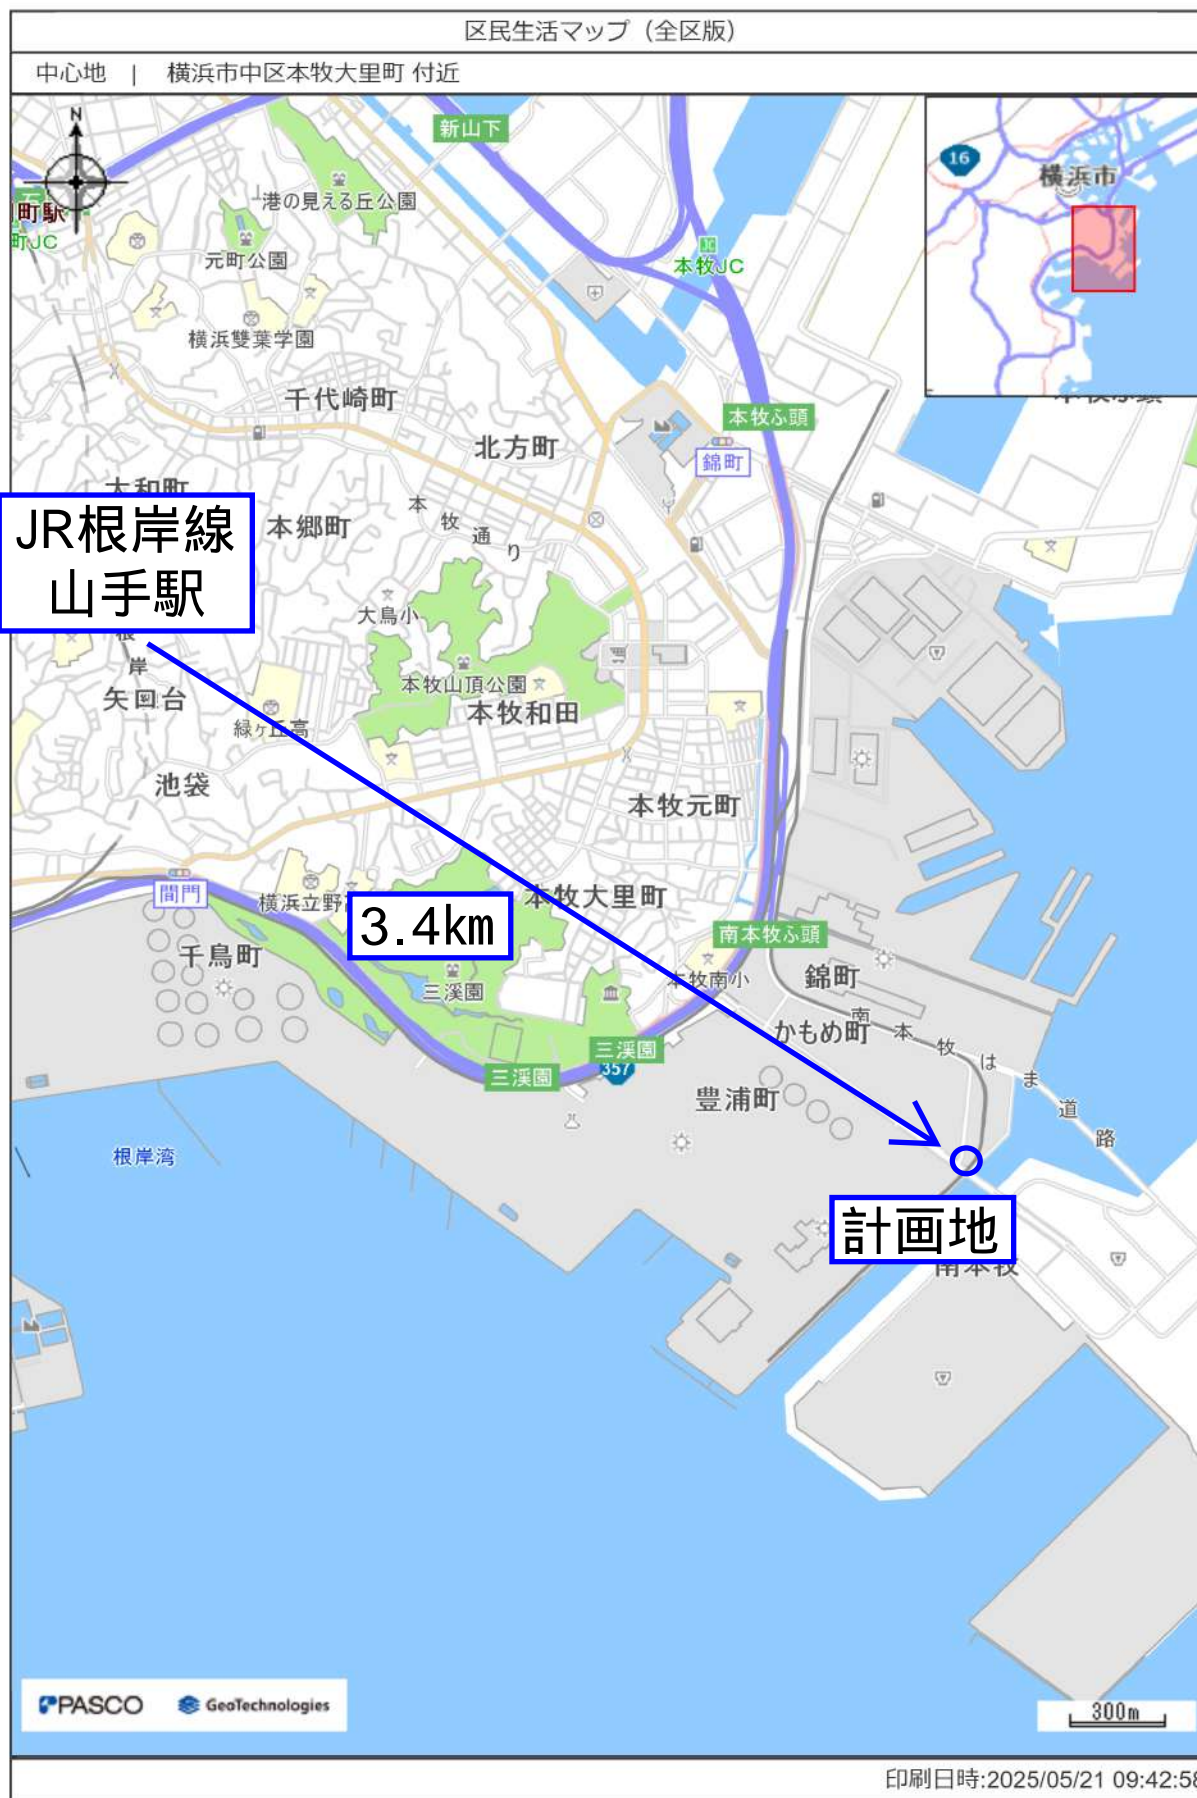 区民生活マップ（全区版）
中心地 | 横浜市中区本牧大里町 付近
N
新山下
16
横浜市
港の見える丘公園
町駅
町JC
元町公園
本牧JC
横浜雙葉学園
千代崎町
本牧ふ頭
北方町
錦町
大和町
本牧通り
本郷町
JR根岸線
山手駅
大鳥小
根岸
本牧山頂公園
矢口台
本牧和田
緑ヶ丘高
池袋
本牧元町
間門
横浜立野
本牧大里町
3.4km
南本牧ふ頭
千鳥町
三溪園
本牧南小
錦町
かもめ町
南本牧はま道路
三溪園
三溪園
357
豊浦町
根岸湾
計画地
南本牧
PASCO
GeoTechnologies
300m
印刷日時:2025/05/21 09:42:58